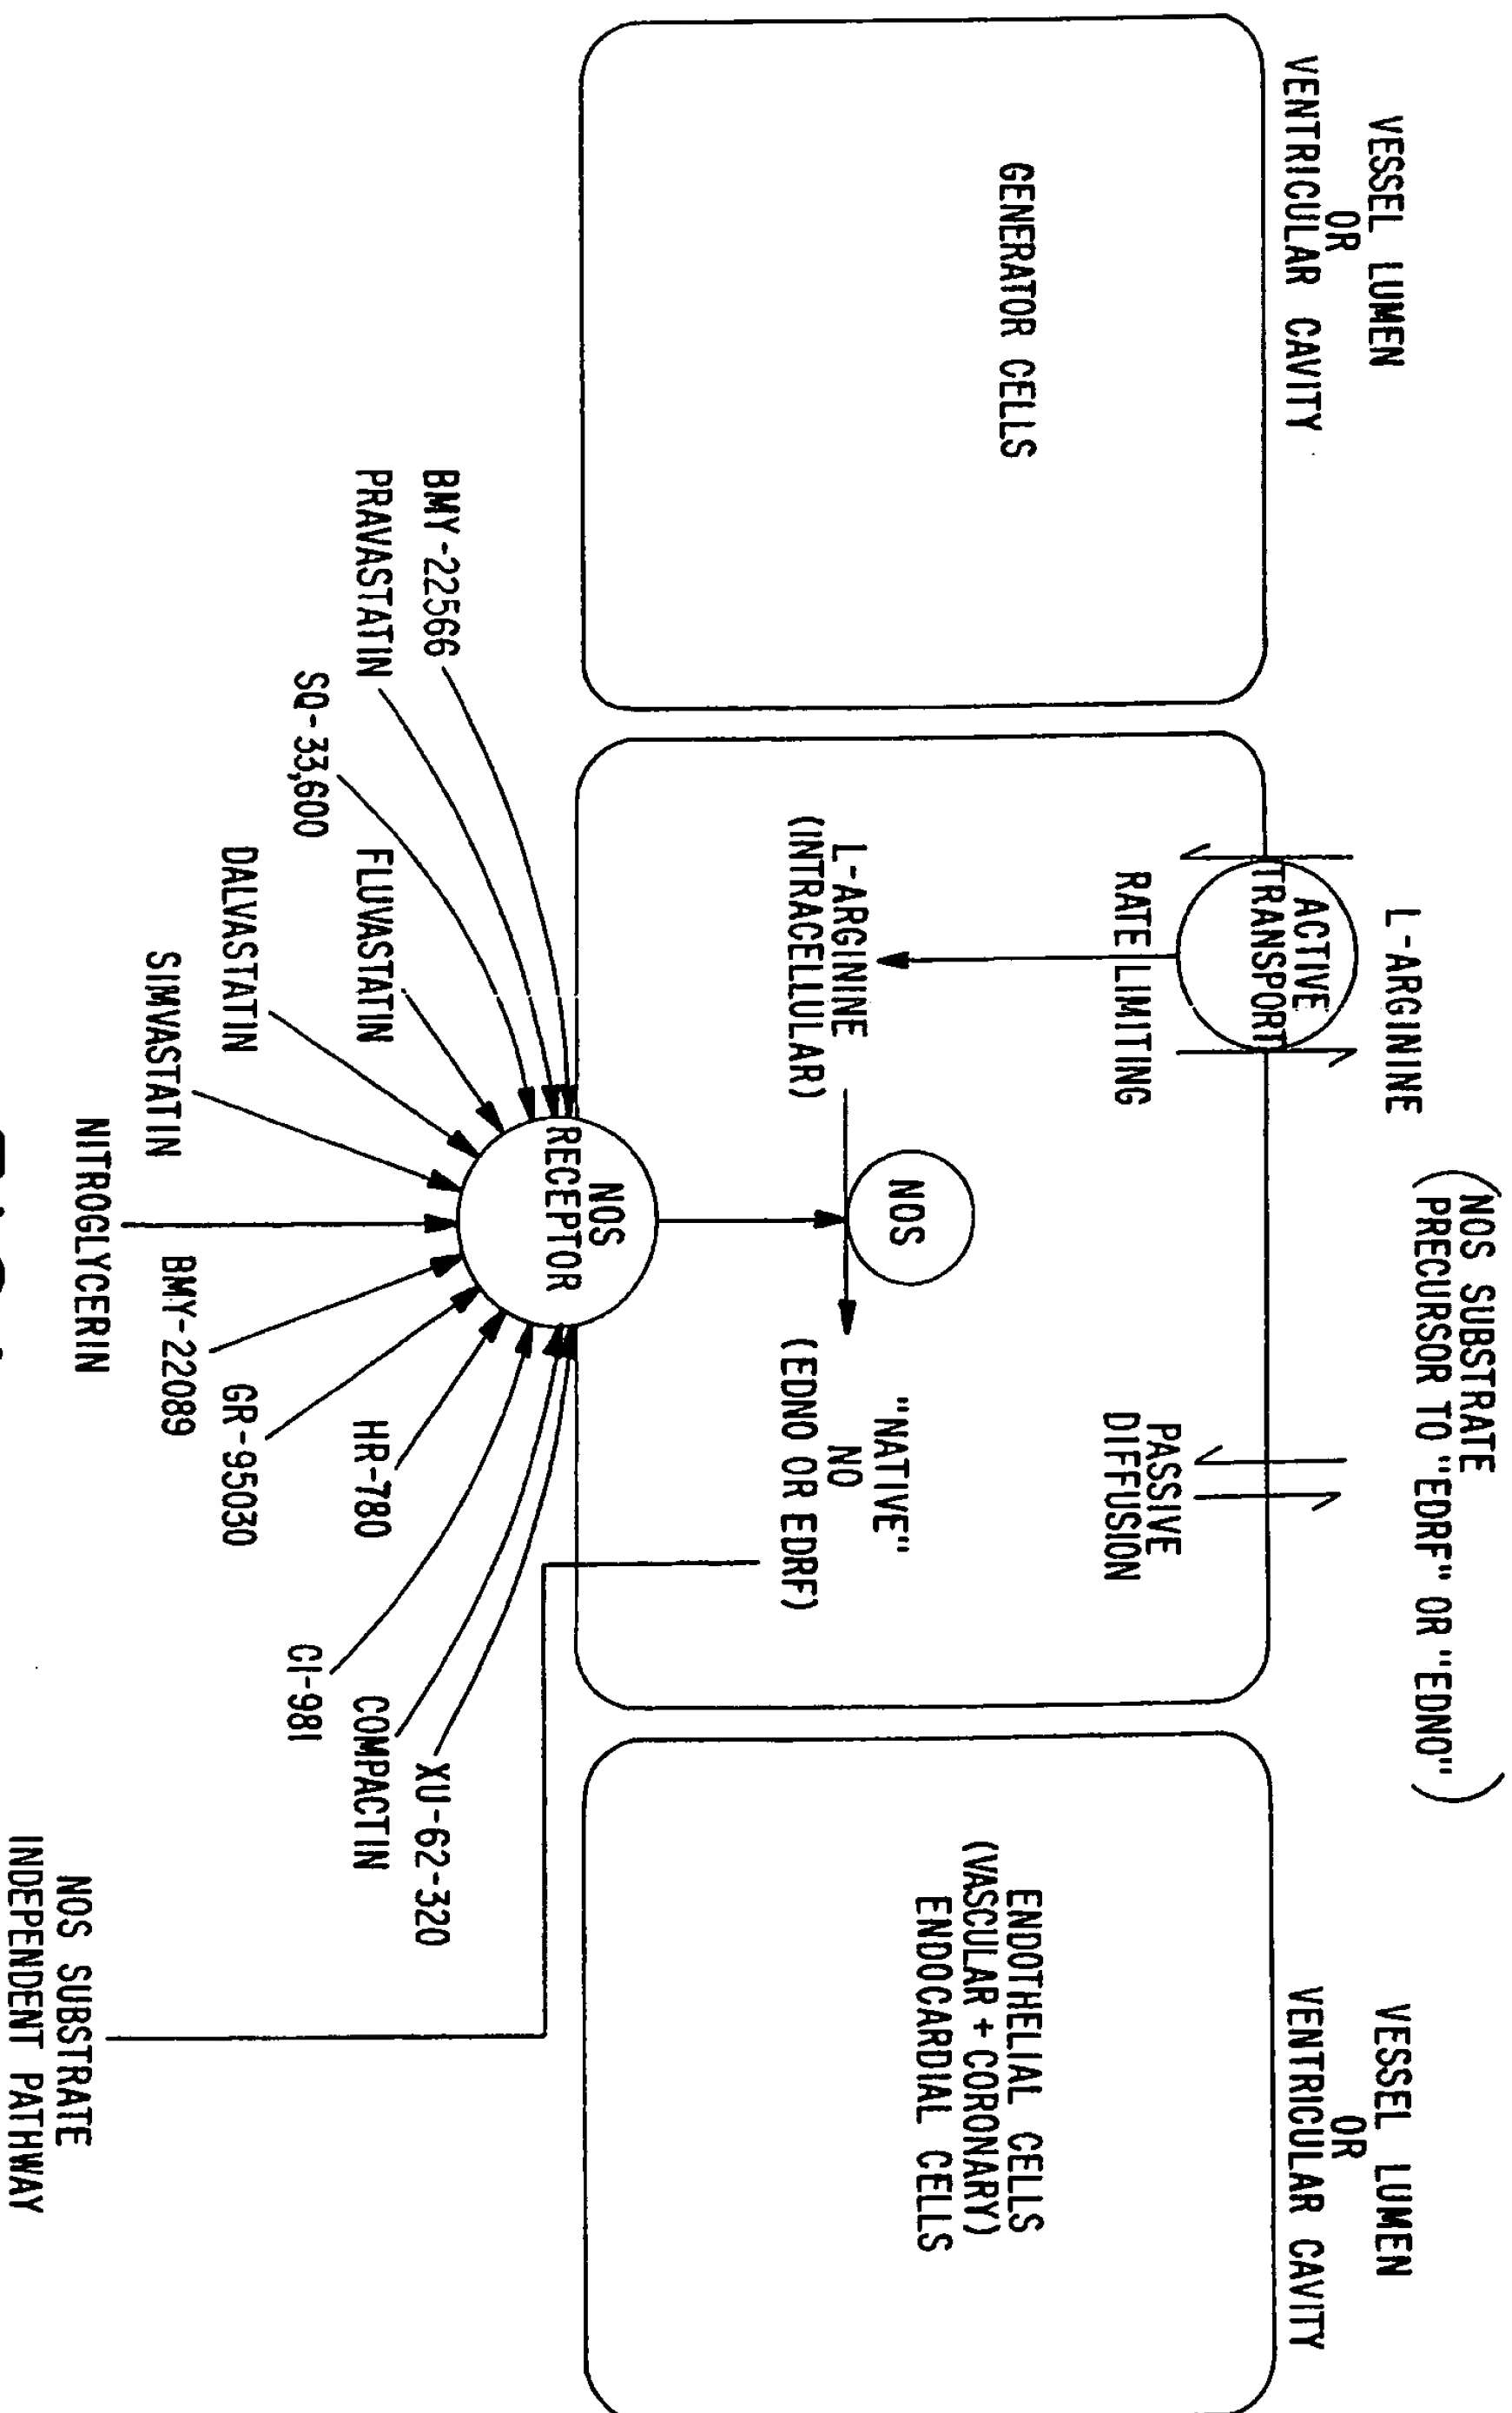 VESSEL LUMEN
OR
VENTRICULAR CAVITY
L-ARGININE
(NOS SUBSTRATE
PRECURSOR TO "EDRF" OR "EDNO")
VESSEL LUMEN
OR
VENTRICULAR CAVITY
ACTIVE
TRANSPORT
RATE LIMITING
PASSIVE
DIFFUSION
GENERATOR CELLS
L-ARGININE
(INTRACELLULAR)
NOS
"NATIVE"
NO
(EDNO OR EDRF)
ENDOTHELIAL CELLS
(VASCULAR + CORONARY)
ENDOCARDIAL CELLS
NOS
RECEPTOR
BMY-22566
PRAVASTATIN
SQ-33,600
FLUVASTATIN
DALVASTATIN
SIMVASTATIN
NITROGLYCERIN
BMY-22089
GR-95030
HR-780
CI-981
COMPACTIN
XU-62-320
NOS SUBSTRATE
INDEPENDENT PATHWAY